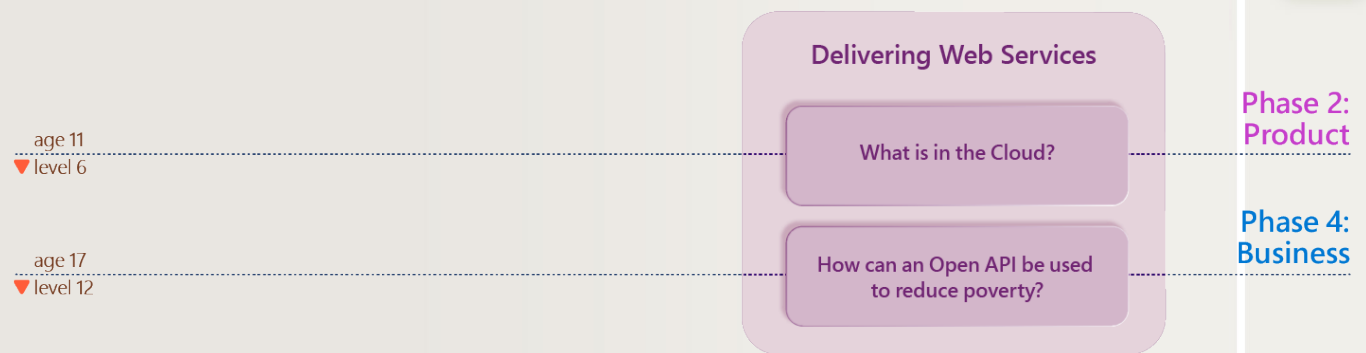 Delivering Web Services
Phase 2:
Product
age 11
level 6
What is in the Cloud?
Phase 4:
Business
age 17
level 12
How can an Open API be used
to reduce poverty?